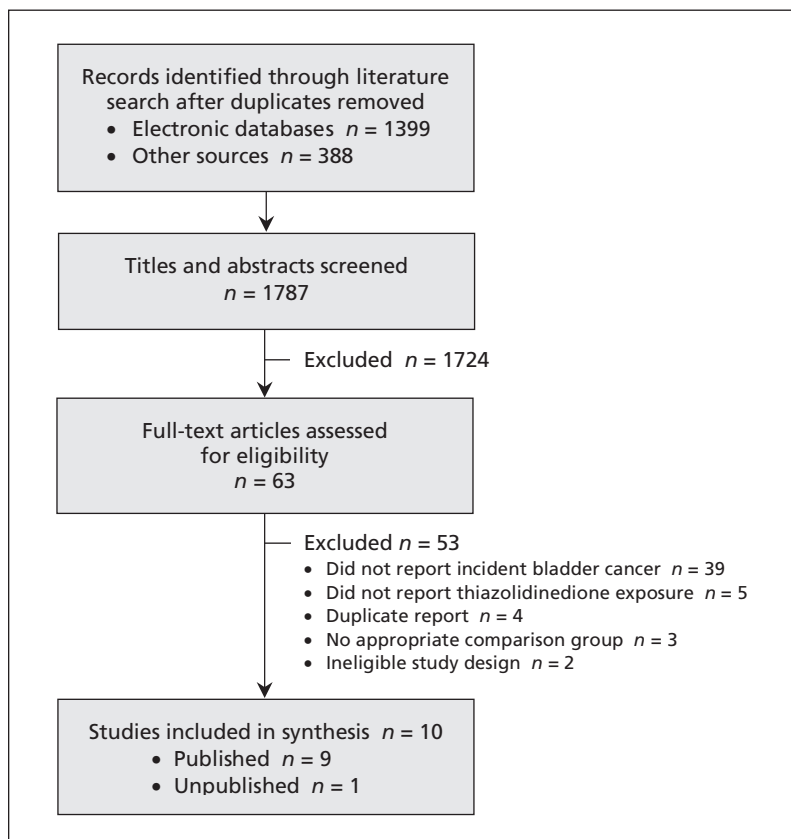 Records identified through literature
search after duplicates removed
• Electronic databases n = 1399
• Other sources n = 388
Titles and abstracts screened
n = 1787
Excluded n = 1724
Full-text articles assessed
for eligibility
n = 63
Excluded n = 53
• Did not report incident bladder cancer n = 39
• Did not report thiazolidinedione exposure n = 5
• Duplicate report n = 4
• No appropriate comparison group n = 3
• Ineligible study design n = 2
Studies included in synthesis n = 10
• Published n = 9
• Unpublished n = 1